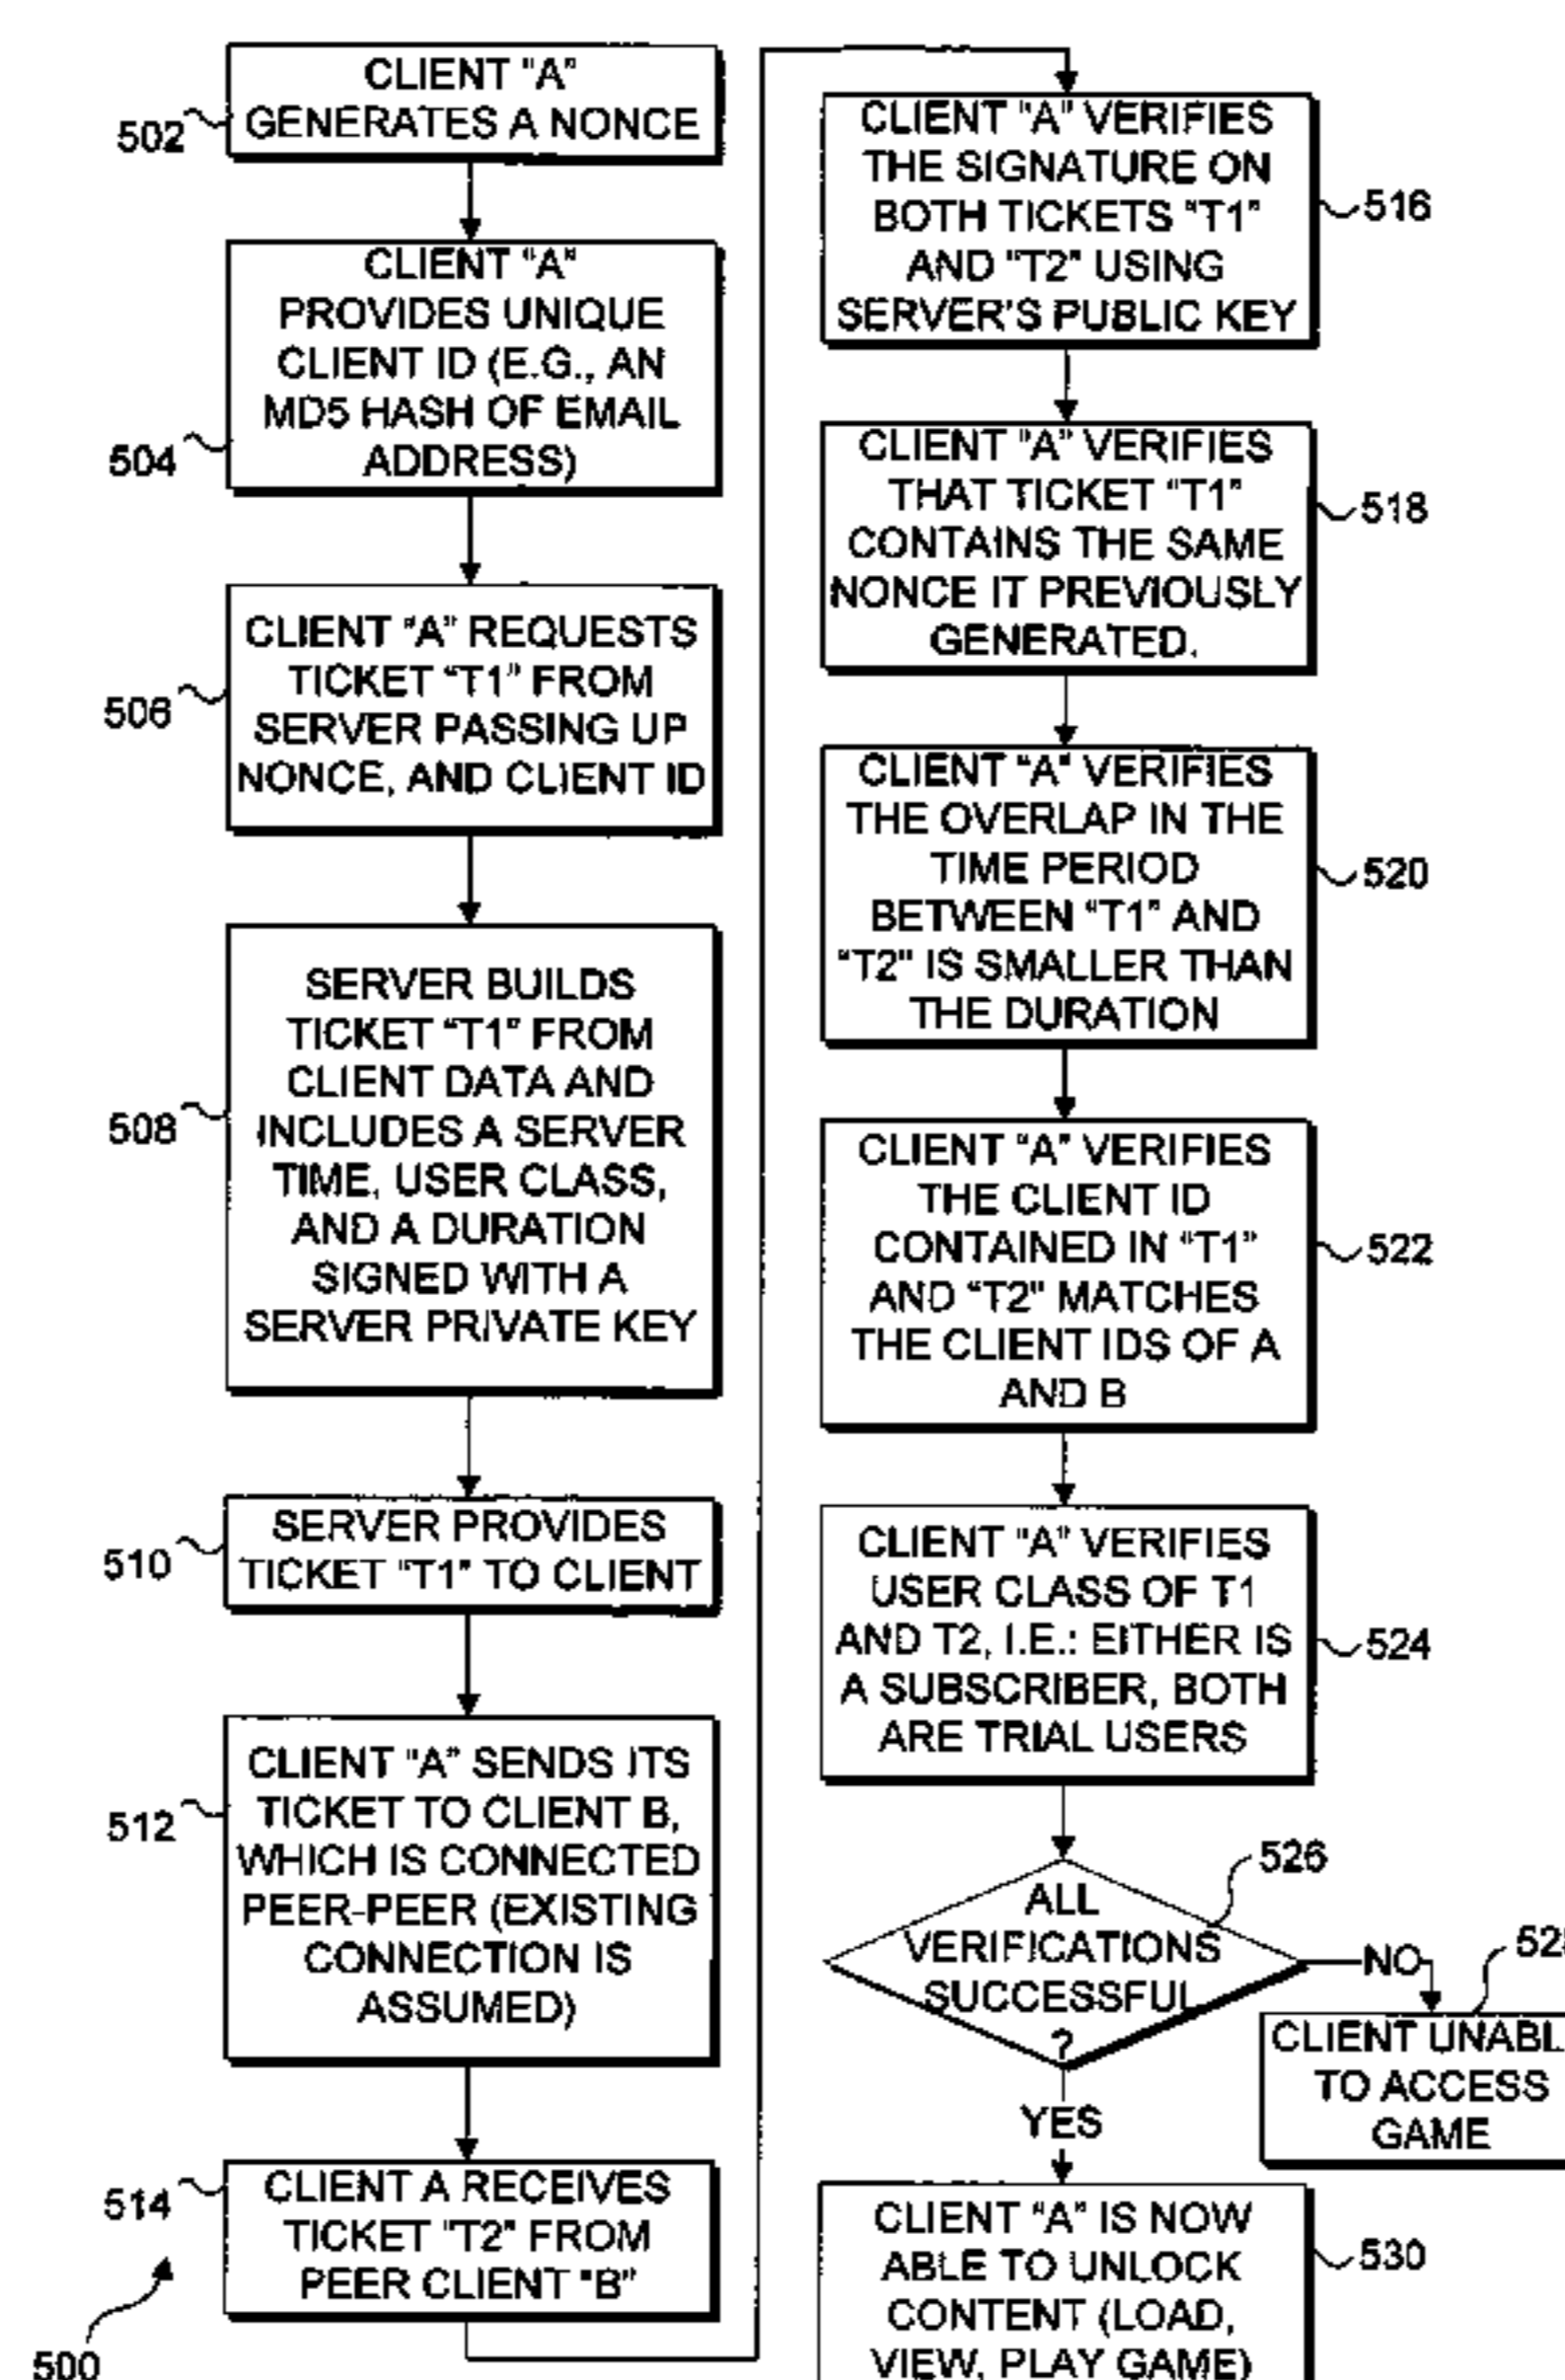 CLIENT "A"
GENERATES A NONCE
502
CLIENT "A"
PROVIDES UNIQUE
CLIENT ID (E.G., AN
MD5 HASH OF EMAIL
ADDRESS)
504
CLIENT "A" REQUESTS
TICKET "T1" FROM
SERVER PASSING UP
NONCE, AND CLIENT ID
506
SERVER BUILDS
TICKET "T1" FROM
CLIENT DATA AND
INCLUDES A SERVER
TIME, USER CLASS,
AND A DURATION
SIGNED WITH A
SERVER PRIVATE KEY
508
SERVER PROVIDES
TICKET "T1" TO CLIENT
510
CLIENT "A" SENDS ITS
TICKET TO CLIENT B,
WHICH IS CONNECTED
PEER-PEER (EXISTING
CONNECTION IS
ASSUMED)
512
CLIENT A RECEIVES
TICKET "T2" FROM
PEER CLIENT "B"
514
500
CLIENT "A" VERIFIES
THE SIGNATURE ON
BOTH TICKETS "T1"
AND "T2" USING
SERVER'S PUBLIC KEY
516
CLIENT "A" VERIFIES
THAT TICKET "T1"
CONTAINS THE SAME
NONCE IT PREVIOUSLY
GENERATED.
518
CLIENT "A" VERIFIES
THE OVERLAP IN THE
TIME PERIOD
BETWEEN "T1" AND
"T2" IS SMALLER THAN
THE DURATION
520
CLIENT "A" VERIFIES
THE CLIENT ID
CONTAINED IN "T1"
AND "T2" MATCHES
THE CLIENT IDS OF A
AND B
522
CLIENT "A" VERIFIES
USER CLASS OF T1
AND T2, I.E.: EITHER IS
A SUBSCRIBER, BOTH
ARE TRIAL USERS
524
ALL
VERIFICATIONS
SUCCESSFUL
?
526
NO
CLIENT
TO ACCESS
GAME
YES
CLIENT "A" IS NOW
ABLE TO UNLOCK
CONTENT (LOAD,
VIEW, PLAY GAME)
530